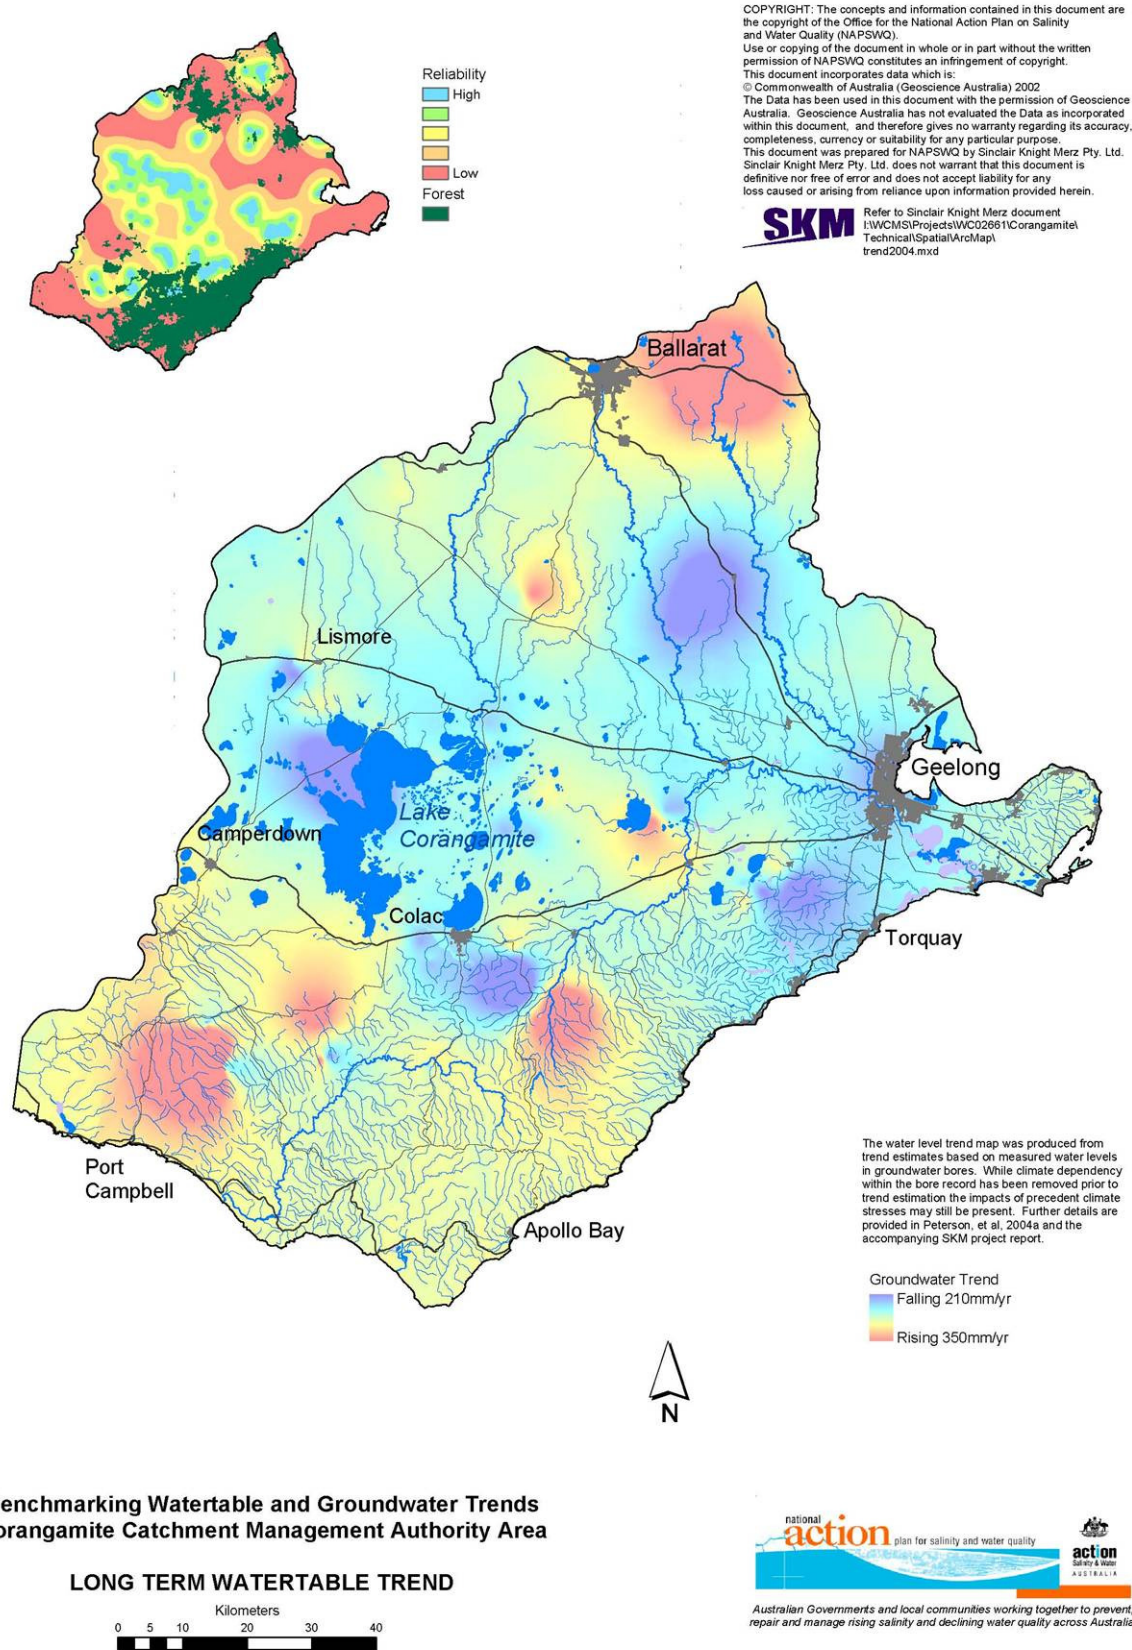 COPYRIGHT: The concepts and information contained in this document are
the copyright of the Office for the National Action Plan on Salinity
and Water Quality (NAPSWQ).
Use or copying of the document in whole or in part without the written
permission of NAPSWQ constitutes an infringement of copyright.
This document incorporates data which is:
© Commonwealth of Australia (Geoscience Australia) 2002
The Data has been used in this document with the permission of Geoscience
Australia. Geoscience Australia has not evaluated the Data as incorporated
within this document, and therefore gives no warranty regarding its accuracy,
completeness, currency or suitability for any particular purpose.
This document was prepared for NAPSWQ by Sinclair Knight Merz Pty. Ltd.
Sinclair Knight Merz Pty. Ltd. does not warrant that this document is
definitive nor free of error and does not accept liability for any
loss caused or arising from reliance upon information provided herein.
SKM
Refer to Sinclair Knight Merz document
I:\WCMS\Projects\WC02661\Corangamite\
Technical\Spatial\ArcMap\
trend2004.mxd
Reliability
High
Low
Forest
Ballarat
Lismore
Geelong
Lake
Corangamite
Camperdown
Colac
Torquay
Port
Campbell
Apollo Bay
The water level trend map was produced from
trend estimates based on measured water levels
in groundwater bores. While climate dependency
within the bore record has been removed prior to
trend estimation the impacts of precedent climate
stresses may still be present. Further details are
provided in Peterson, et al, 2004a and the
accompanying SKM project report.
Groundwater Trend
Falling 210mm/yr
Rising 350mm/yr
N
enchmarking Watertable and Groundwater Trends
orangamite Catchment Management Authority Area
LONG TERM WATERTABLE TREND
Kilometers
0 5 10 20 30 40
national
action plan for salinity and water quality
action
Salinity & Water
AUSTRALIA
Australian Governments and local communities working together to prevent,
repair and manage rising salinity and declining water quality across Australia